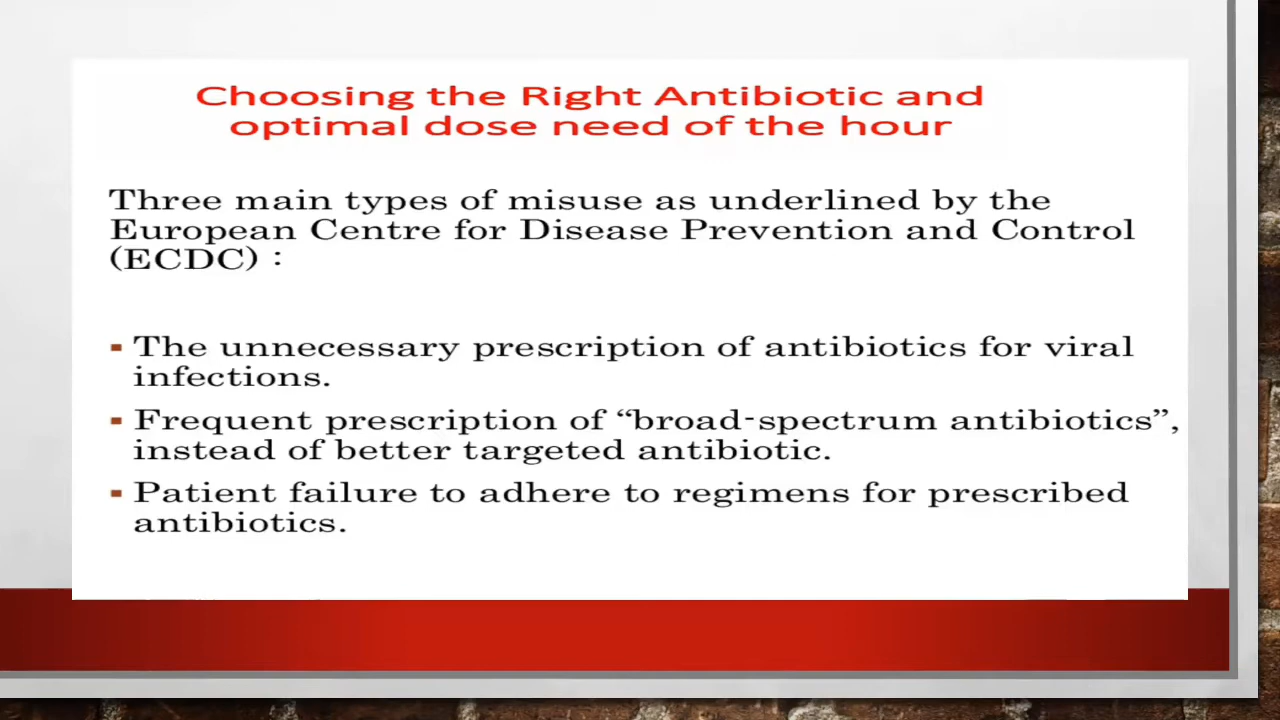 Choosing the Right Antibiotic and
optimal dose need of the hour
Three main types of misuse as underlined by the
European Centre for Disease Prevention and Control
(ECDC) :
▪ The unnecessary prescription of antibiotics for viral
infections.
▪ Frequent prescription of “broad-spectrum antibiotics”,
instead of better targeted antibiotic.
▪ Patient failure to adhere to regimens for prescribed
antibiotics.